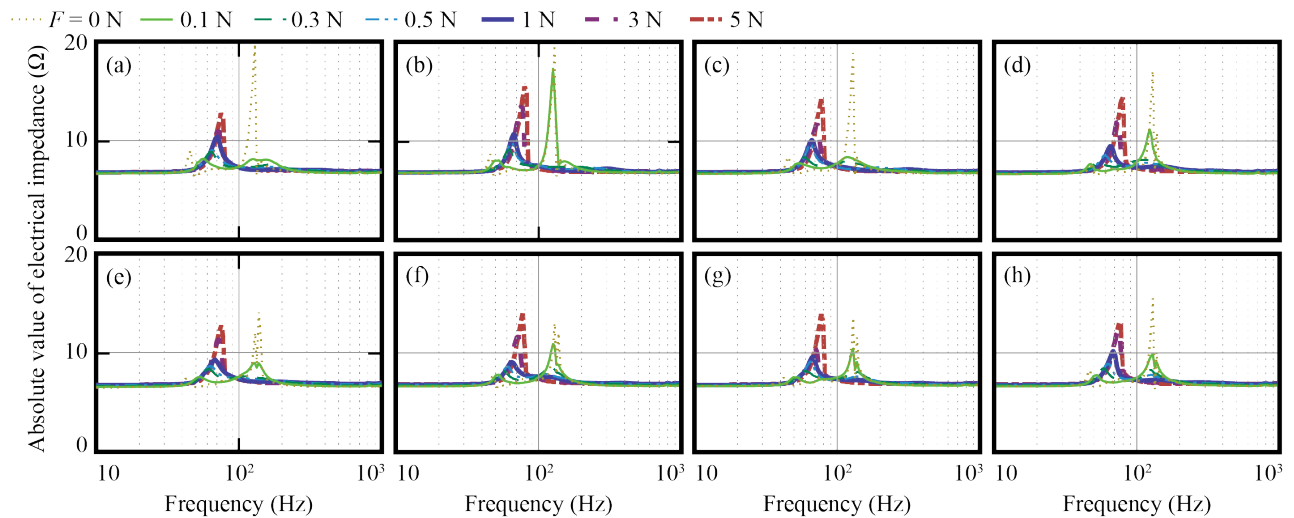 F = 0 N 0.1 N 0.3 N 0.5 N 1 N 3 N 5 N
Absolute value of electrical impedance (Ω)
20
10
0
(a)
(b)
(c)
(d)
20
10
0
(e)
(f)
(g)
(h)
10 10² 10³ 10 10² 10³ 10 10² 10³ 10 10² 10³
Frequency (Hz) Frequency (Hz) Frequency (Hz) Frequency (Hz)